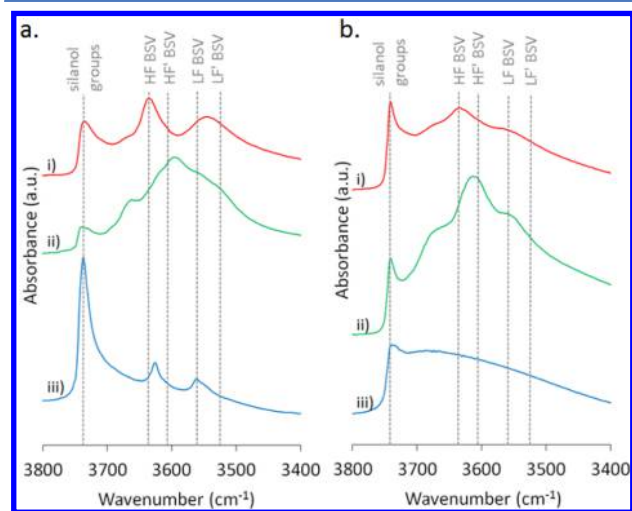 a.
silanol
groups
HF BSV
HF' BSV
LF BSV
LF' BSV
i)
ii)
iii)
Absorbance (a.u.)
3800 3700 3600 3500 3400
Wavenumber (cm⁻¹)
b.
silanol
groups
HF BSV
HF' BSV
LF BSV
LF' BSV
i)
ii)
iii)
Absorbance (a.u.)
3800 3700 3600 3500 3400
Wavenumber (cm⁻¹)